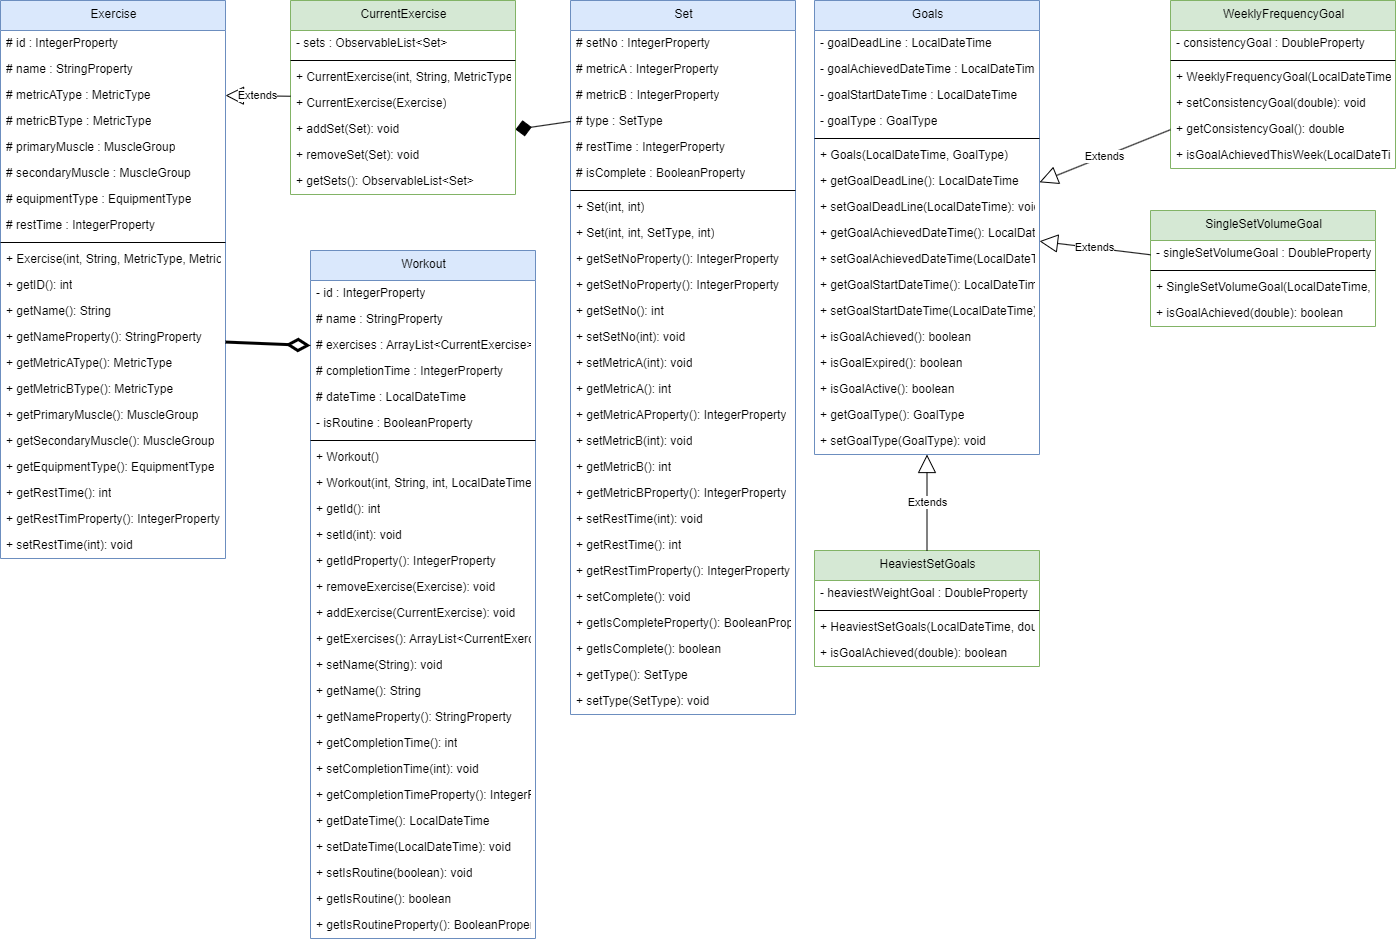 Exercise
# id : IntegerProperty
# name : StringProperty
# metricAType : MetricType
# metricBType : MetricType
# primaryMuscle : MuscleGroup
# secondaryMuscle : MuscleGroup
# equipmentType : EquipmentType
# restTime : IntegerProperty
+ Exercise(int, String, MetricType, Metric
+ getID(): int
+ getName(): String
+ getNameProperty(): StringProperty
+ getMetricAType(): MetricType
+ getMetricBType(): MetricType
+ getPrimaryMuscle(): MuscleGroup
+ getSecondaryMuscle(): MuscleGroup
+ getEquipmentType(): EquipmentType
+ getRestTime(): int
+ getRestTimProperty(): IntegerProperty
+ setRestTime(int): void
Extends
CurrentExercise
- sets : ObservableList<Set>
+ CurrentExercise(int, String, MetricType
+ CurrentExercise(Exercise)
+ addSet(Set): void
+ removeSet(Set): void
+ getSets(): ObservableList<Set>
Workout
- id : IntegerProperty
# name : StringProperty
# exercises : ArrayList<CurrentExercise>
# completionTime : IntegerProperty
# dateTime : LocalDateTime
- isRoutine : BooleanProperty
+ Workout()
+ Workout(int, String, int, LocalDateTime
+ getId(): int
+ setId(int): void
+ getIdProperty(): IntegerProperty
+ removeExercise(Exercise): void
+ addExercise(CurrentExercise): void
+ getExercises(): ArrayList<CurrentExerc
+ setName(String): void
+ getName(): String
+ getNameProperty(): StringProperty
+ getCompletionTime(): int
+ setCompletionTime(int): void
+ getCompletionTimeProperty(): IntegerP
+ getDateTime(): LocalDateTime
+ setDateTime(LocalDateTime): void
+ setIsRoutine(boolean): void
+ getIsRoutine(): boolean
+ getIsRoutineProperty(): BooleanPrope
Set
# setNo : IntegerProperty
# metricA : IntegerProperty
# metricB : IntegerProperty
# type : SetType
# restTime : IntegerProperty
# isComplete : BooleanProperty
+ Set(int, int)
+ Set(int, int, SetType, int)
+ getSetNoProperty(): IntegerProperty
+ getSetNoProperty(): IntegerProperty
+ getSetNo(): int
+ setSetNo(int): void
+ setMetricA(int): void
+ getMetricA(): int
+ getMetricAProperty(): IntegerProperty
+ setMetricB(int): void
+ getMetricB(): int
+ getMetricBProperty(): IntegerProperty
+ setRestTime(int): void
+ getRestTime(): int
+ getRestTimProperty(): IntegerProperty
+ setComplete(): void
+ getIsCompleteProperty(): BooleanProp
+ getIsComplete(): boolean
+ getType(): SetType
+ setType(SetType): void
Goals
- goalDeadLine : LocalDateTime
- goalAchievedDateTime : LocalDateTim
- goalStartDateTime : LocalDateTime
- goalType : GoalType
+ Goals(LocalDateTime, GoalType)
+ getGoalDeadLine(): LocalDateTime
+ setGoalDeadLine(LocalDateTime): voi
+ getGoalAchievedDateTime(): LocalDat
+ setGoalAchievedDateTime(LocalDateT
+ getGoalStartDateTime(): LocalDateTim
+ setGoalStartDateTime(LocalDateTime)
+ isGoalAchieved(): boolean
+ isGoalExpired(): boolean
+ isGoalActive(): boolean
+ getGoalType(): GoalType
+ setGoalType(GoalType): void
Extends
HeaviestSetGoals
- heaviestWeightGoal : DoubleProperty
+ HeaviestSetGoals(LocalDateTime, dou
+ isGoalAchieved(double): boolean
Extends
WeeklyFrequencyGoal
- consistencyGoal : DoubleProperty
+ WeeklyFrequencyGoal(LocalDateTime
+ setConsistencyGoal(double): void
+ getConsistencyGoal(): double
+ isGoalAchievedThisWeek(LocalDateTi
Extends
SingleSetVolumeGoal
- singleSetVolumeGoal : DoubleProperty
+ SingleSetVolumeGoal(LocalDateTime,
+ isGoalAchieved(double): boolean